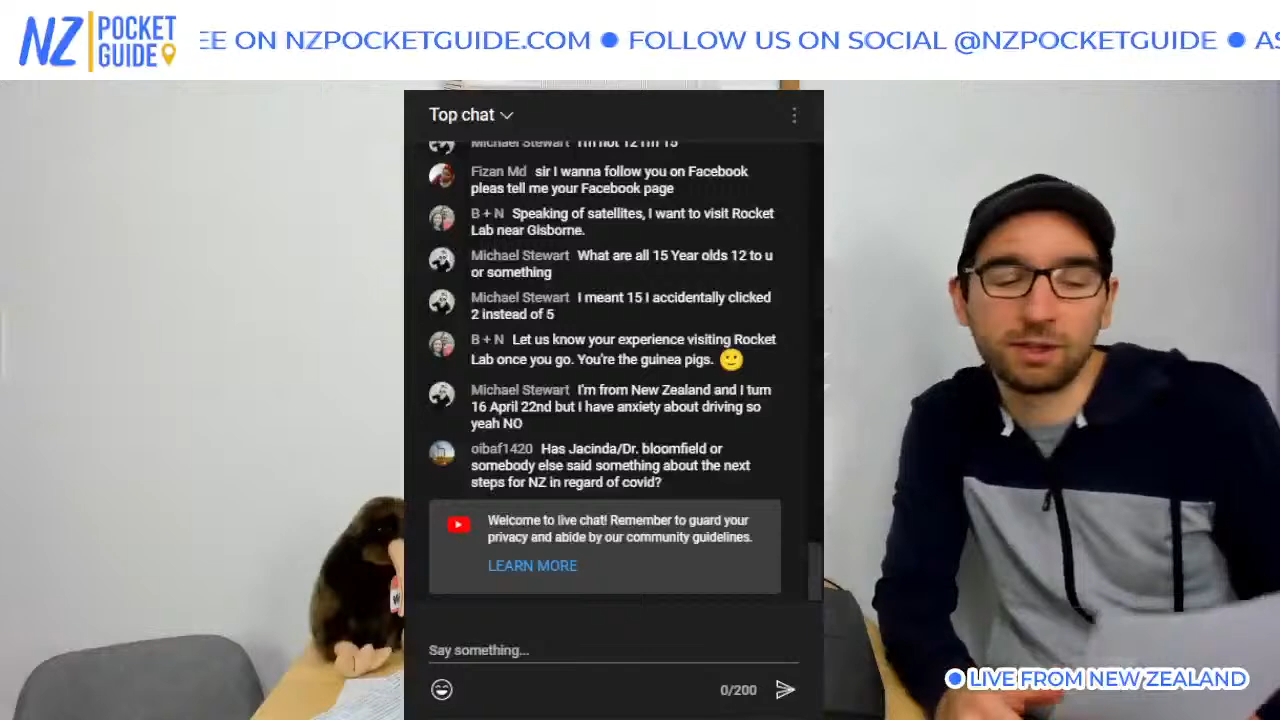 NZ POCKET GUIDE
EE ON NZPOCKETGUIDE.COM ● FOLLOW US ON SOCIAL @NZPOCKETGUIDE ● AS
Top chat
Michael Stewart I'm not 12 I'm 15
Fizan Md sir I wanna follow you on Facebook
pleas tell me your Facebook page
B + N Speaking of satellites, I want to visit Rocket
Lab near Gisborne.
Michael Stewart What are all 15 Year olds 12 to u
or something
Michael Stewart I meant 15 I accidentally clicked
2 instead of 5
B + N Let us know your experience visiting Rocket
Lab once you go. You're the guinea pigs. 🙂
Michael Stewart I'm from New Zealand and I turn
16 April 22nd but I have anxiety about driving so
yeah NO
oibaf1420 Has Jacinda/Dr. bloomfield or
somebody else said something about the next
steps for NZ in regard of covid?
Welcome to live chat! Remember to guard your
privacy and abide by our community guidelines.
LEARN MORE
Say something...
0/200
● LIVE FROM NEW ZEALAND